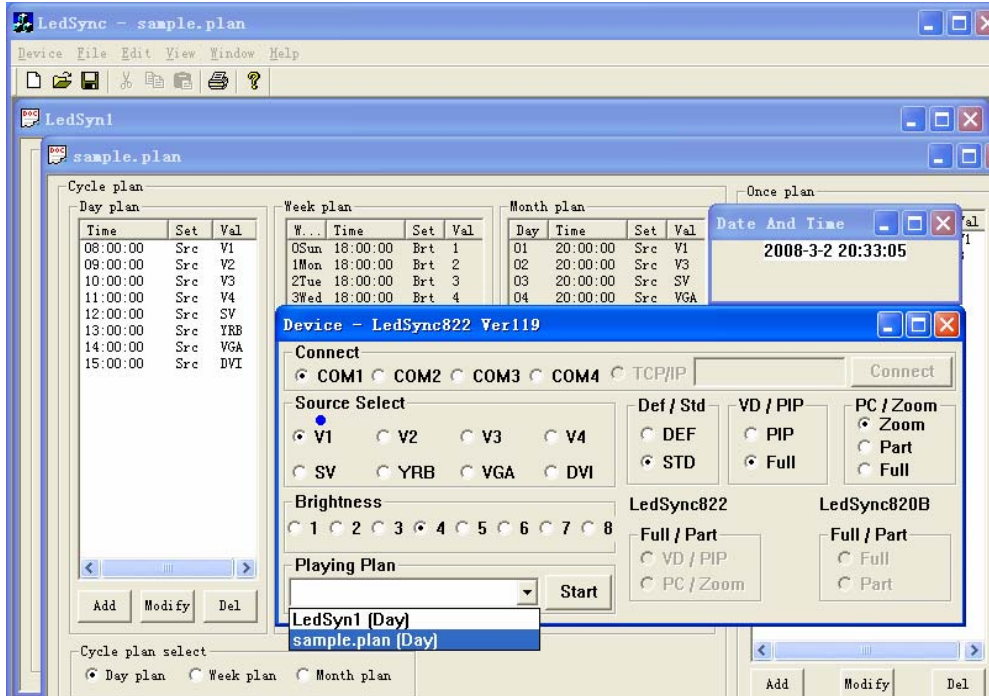 LedSync - sample.plan
Device File Edit View Window Help
LedSyn1
sample.plan
Cycle plan
Day plan
Time Set Val
08:00:00 Src V1
09:00:00 Src V2
10:00:00 Src V3
11:00:00 Src V4
12:00:00 Src SV
13:00:00 Src YRB
14:00:00 Src VGA
15:00:00 Src DVI
Add Modify Del
Week plan
W... Time Set Val
0Sun 18:00:00 Brt 1
1Mon 18:00:00 Brt 2
2Tue 18:00:00 Brt 3
3Wed 18:00:00 Brt 4
Month plan
Day Time Set Val
01 20:00:00 Src V1
02 20:00:00 Src V3
03 20:00:00 Src SV
04 20:00:00 Src VGA
Once plan
Date And Time
2008-3-2 20:33:05
Device - LedSync822 Ver119
Connect
COM1 COM2 COM3 COM4 TCP/IP Connect
Source Select
V1 V2 V3 V4
SV YRB VGA DVI
Def / Std
DEF
STD
VD / PIP
PIP
Full
PC / Zoom
Zoom
Part
Full
Brightness
1 2 3 4 5 6 7 8
LedSync822
Full / Part
VD / PIP
PC / Zoom
LedSync820B
Full / Part
Full
Part
Playing Plan
Start
LedSyn1 (Day)
sample.plan (Day)
Cycle plan select
Day plan Week plan Month plan
Add Modify Del